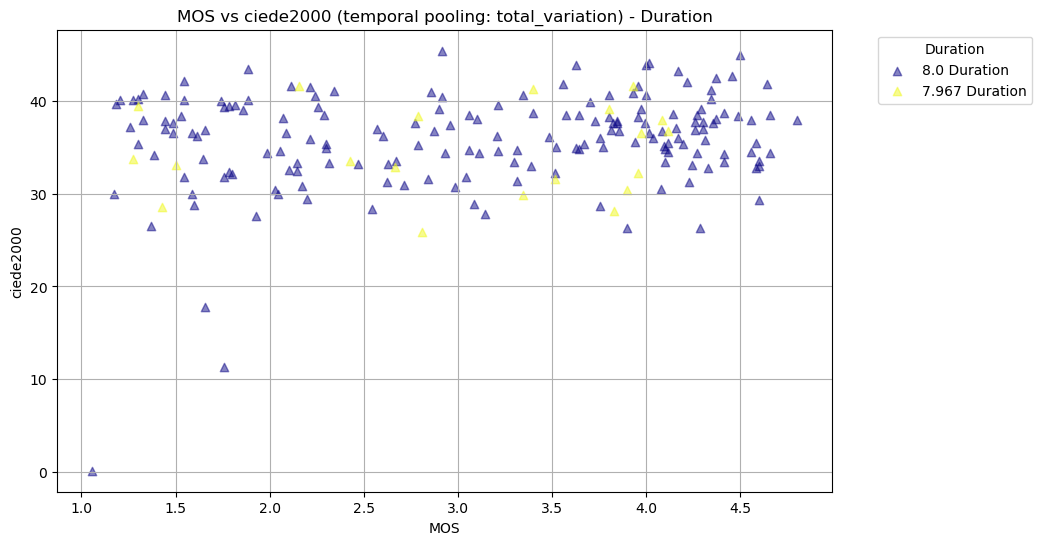 MOS vs ciede2000 (temporal pooling: total_variation) - Duration
Duration
8.0 Duration
7.967 Duration
ciede2000
40
30
20
10
0
1.0 1.5 2.0 2.5 3.0 3.5 4.0 4.5
MOS